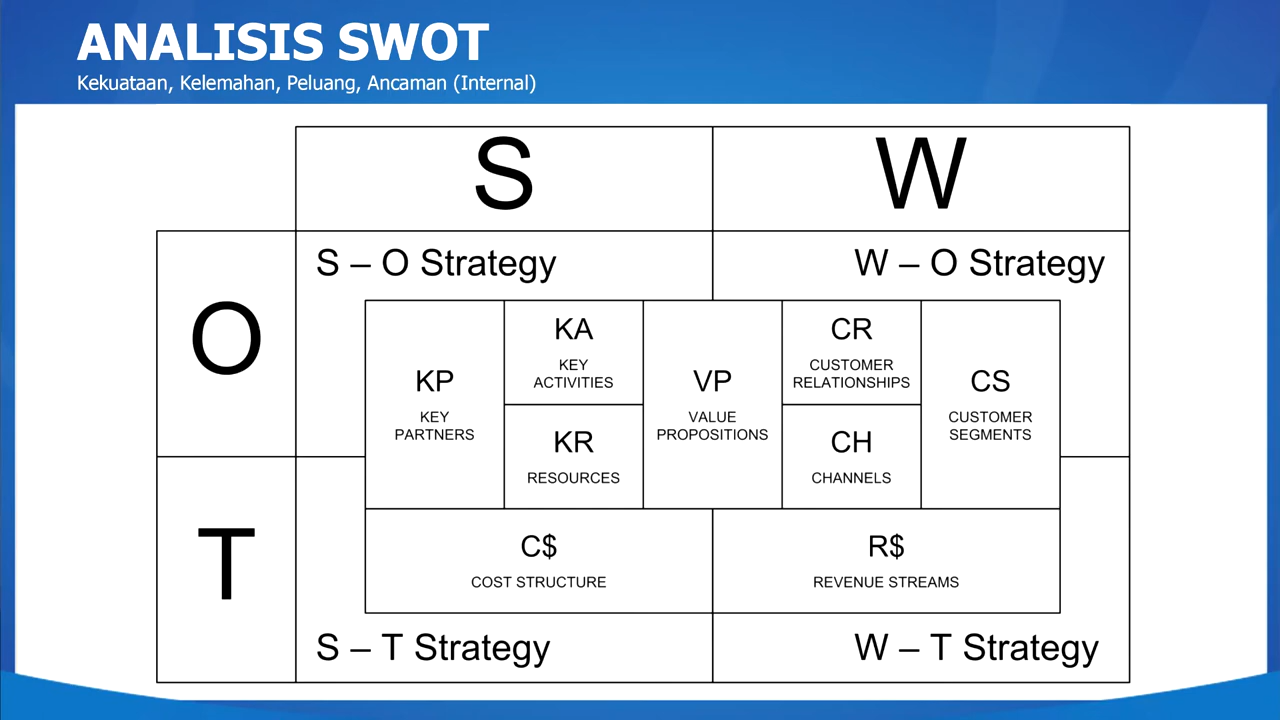 ANALISIS SWOT
Kekuataan, Kelemahan, Peluang, Ancaman (Internal)
S
W
O
S – O Strategy
W – O Strategy
KP
KEY
PARTNERS
KA
KEY
ACTIVITIES
KR
RESOURCES
VP
VALUE
PROPOSITIONS
CR
CUSTOMER
RELATIONSHIPS
CH
CHANNELS
CS
CUSTOMER
SEGMENTS
C$
COST STRUCTURE
R$
REVENUE STREAMS
T
S – T Strategy
W – T Strategy